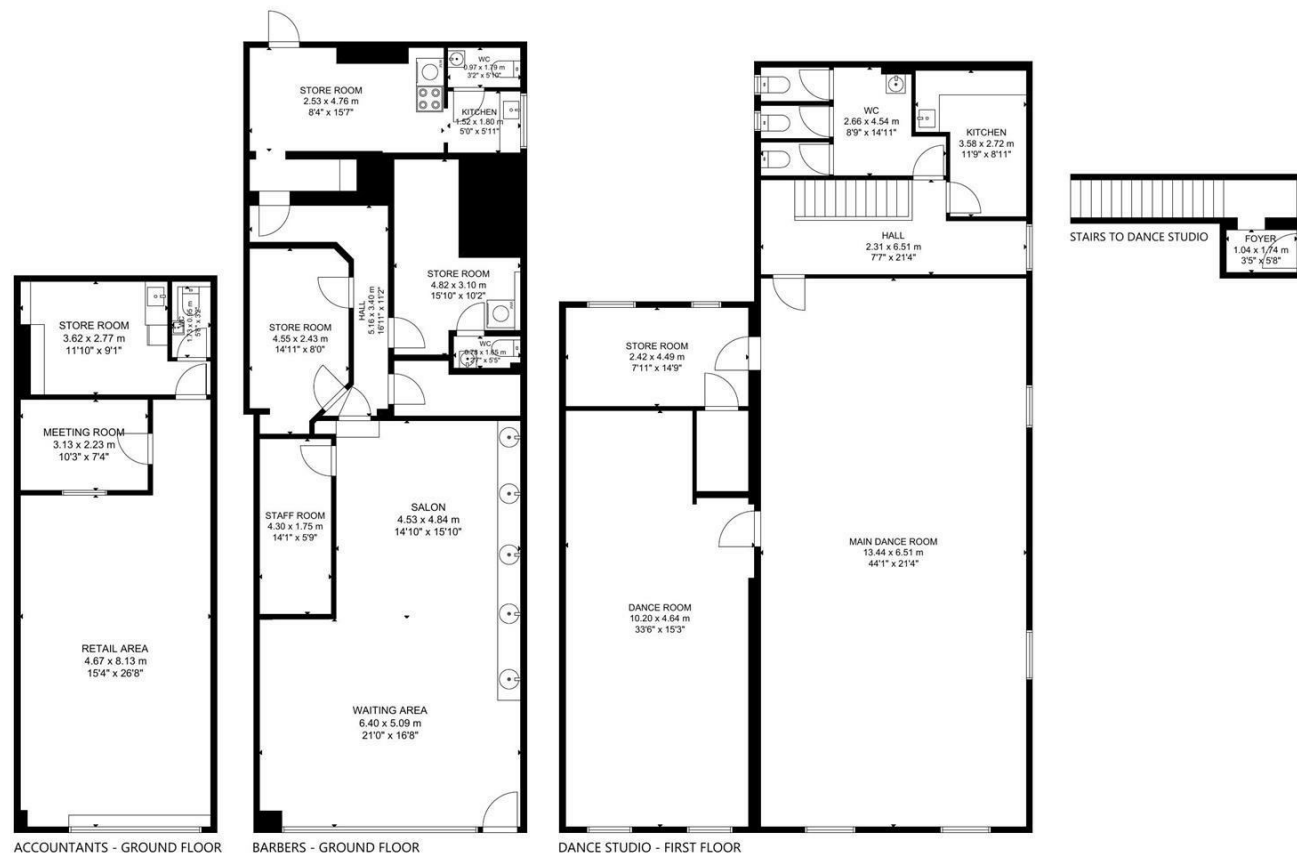 STORE ROOM
3.62 x 2.77 m
11'10" x 9'1"
MEETING ROOM
3.13 x 2.23 m
10'3" x 7'4"
RETAIL AREA
4.67 x 8.13 m
15'4" x 26'8"
ACCOUNTANTS - GROUND FLOOR
STORE ROOM
2.53 x 4.76 m
8'4" x 15'7"
WC
0.97 x 1.79 m
3'2" x 5'10"
KITCHEN
1.52 x 1.80 m
5'0" x 5'11"
STORE ROOM
4.82 x 3.10 m
15'10" x 10'2"
HALL
5.16 x 3.40 m
16'11" x 11'2"
STORE ROOM
4.55 x 2.43 m
14'11" x 8'0"
WC
STAFF ROOM
4.30 x 1.75 m
14'1" x 5'9"
SALON
4.53 x 4.84 m
14'10" x 15'10"
WAITING AREA
6.40 x 5.09 m
21'0" x 16'8"
BARBERS - GROUND FLOOR
WC
2.66 x 4.54 m
8'9" x 14'11"
KITCHEN
3.58 x 2.72 m
11'9" x 8'11"
HALL
2.31 x 6.51 m
7'7" x 21'4"
STORE ROOM
2.42 x 4.49 m
7'11" x 14'9"
DANCE ROOM
10.20 x 4.64 m
33'6" x 15'3"
MAIN DANCE ROOM
13.44 x 6.51 m
44'1" x 21'4"
DANCE STUDIO - FIRST FLOOR
STAIRS TO DANCE STUDIO
FOYER
1.04 x 1.74 m
3'5" x 5'8"